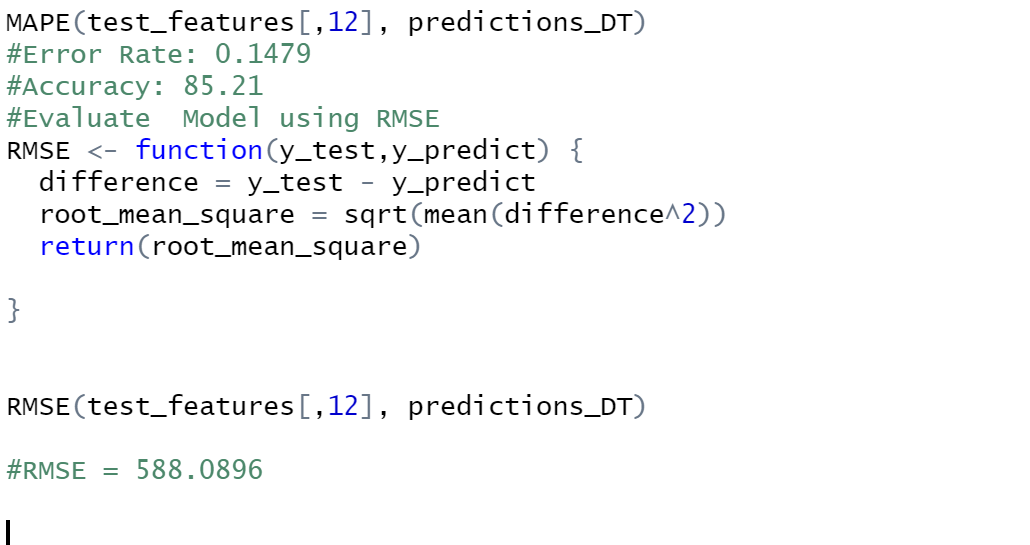 MAPE(test_features[,12], predictions_DT)
#Error Rate: 0.1479
#Accuracy: 85.21
#Evaluate  Model using RMSE
RMSE <- function(y_test,y_predict) {
  difference = y_test - y_predict
  root_mean_square = sqrt(mean(difference^2))
  return(root_mean_square)
}
RMSE(test_features[,12], predictions_DT)
#RMSE = 588.0896